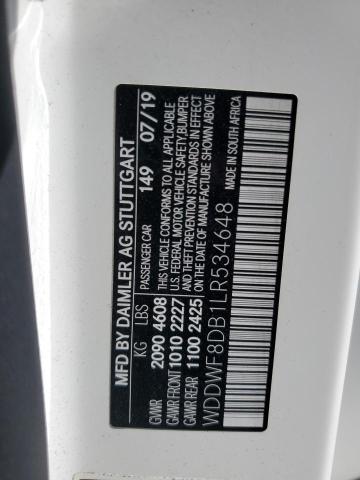 MFD BY DAIMLER AG STUTTGART
PASSENGER CAR 149 07/19
KG LBS
THIS VEHICLE CONFORMS TO ALL APPLICABLE
GVWR 2090 4608
U.S. FEDERAL MOTOR VEHICLE SAFETY, BUMPER
GAWR FRONT 1010 2227
AND THEFT PREVENTION STANDARDS IN EFFECT
GAWR REAR 1100 2425
ON THE DATE OF MANUFACTURE SHOWN ABOVE
WDDWF8DB1LR534648
MADE IN SOUTH AFRICA